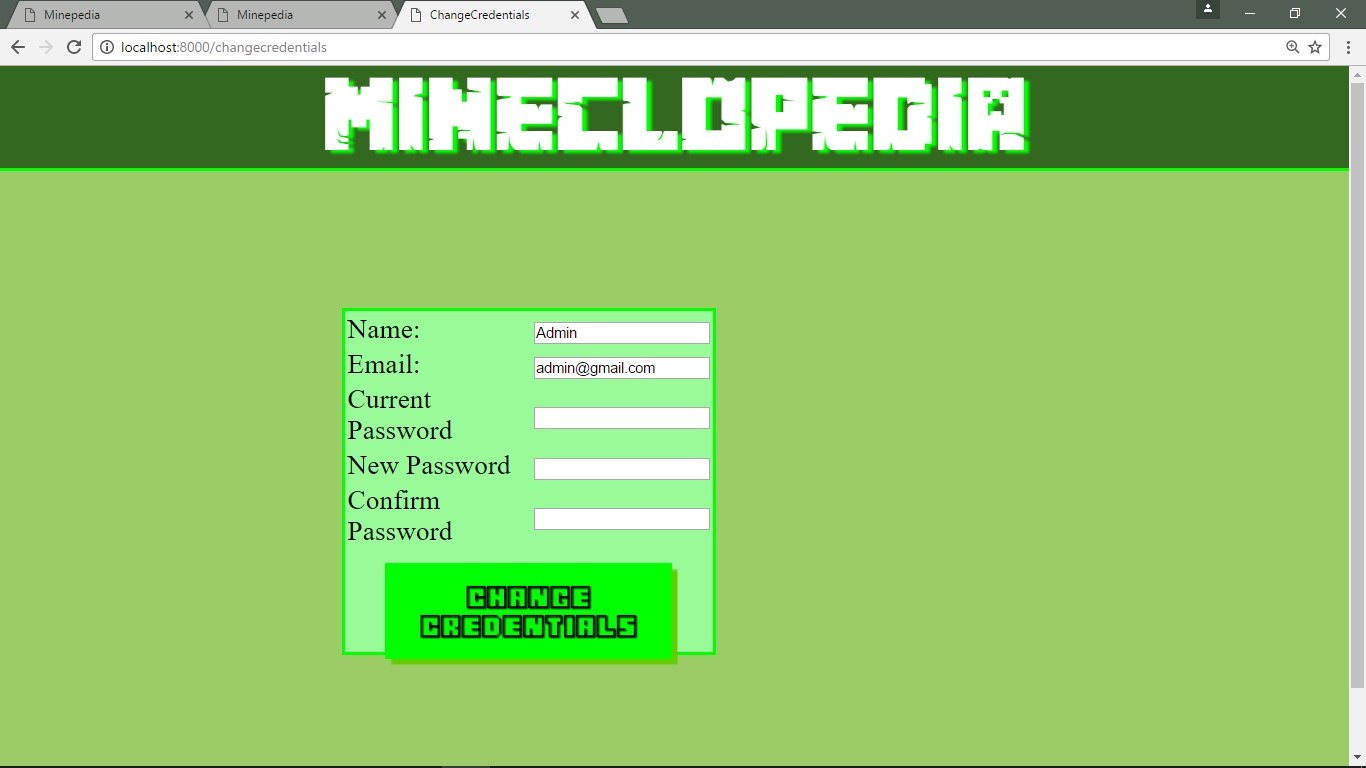 Minepedia
Minepedia
ChangeCredentials
localhost:8000/changecredentials
MINECLOPEDIA
Name:
Admin
Email:
admin@gmail.com
Current
Password
New Password
Confirm
Password
CHANGE
CREDENTIALS